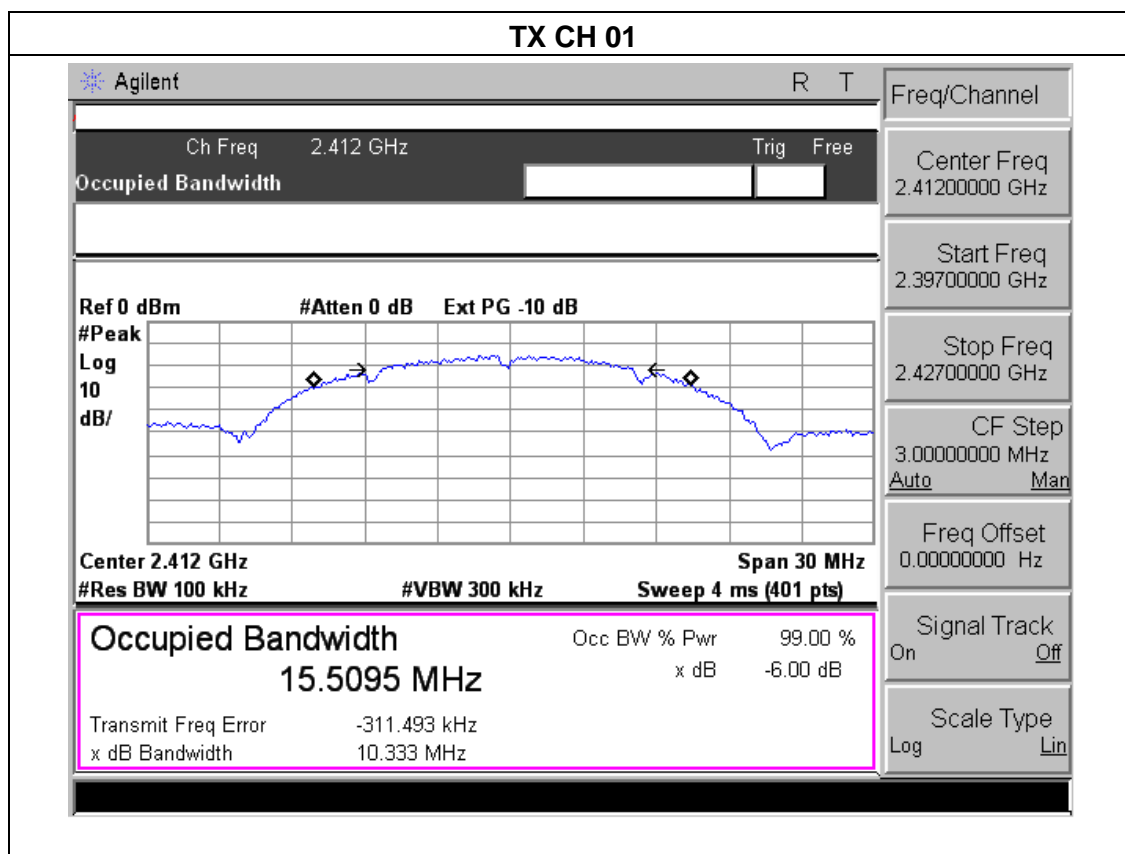 TX CH 01
Agilent R T
Ch Freq 2.412 GHz Trig Free
Occupied Bandwidth
Ref 0 dBm #Atten 0 dB Ext PG -10 dB
#Peak
Log
10
dB/
Center 2.412 GHz Span 30 MHz
#Res BW 100 kHz #VBW 300 kHz Sweep 4 ms (401 pts)
Occupied Bandwidth Occ BW % Pwr 99.00 %
15.5095 MHz x dB -6.00 dB
Transmit Freq Error -311.493 kHz
x dB Bandwidth 10.333 MHz
Freq/Channel
Center Freq
2.41200000 GHz
Start Freq
2.39700000 GHz
Stop Freq
2.42700000 GHz
CF Step
3.00000000 MHz
Auto Man
Freq Offset
0.00000000 Hz
Signal Track
On Off
Scale Type
Log Lin